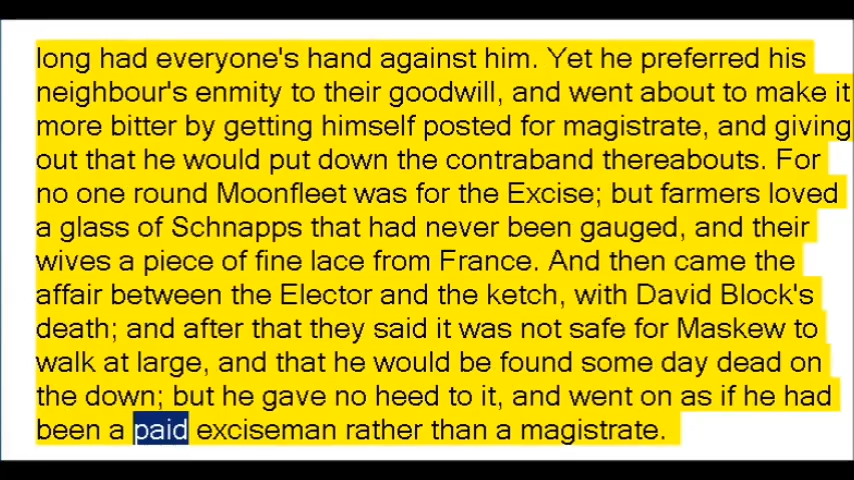 long had everyone's hand against him. Yet he preferred his
neighbour's enmity to their goodwill, and went about to make it
more bitter by getting himself posted for magistrate, and giving
out that he would put down the contraband thereabouts. For
no one round Moonfleet was for the Excise; but farmers loved
a glass of Schnapps that had never been gauged, and their
wives a piece of fine lace from France. And then came the
affair between the Elector and the ketch, with David Block's
death; and after that they said it was not safe for Maskew to
walk at large, and that he would be found some day dead on
the down; but he gave no heed to it, and went on as if he had
been a paid exciseman rather than a magistrate.